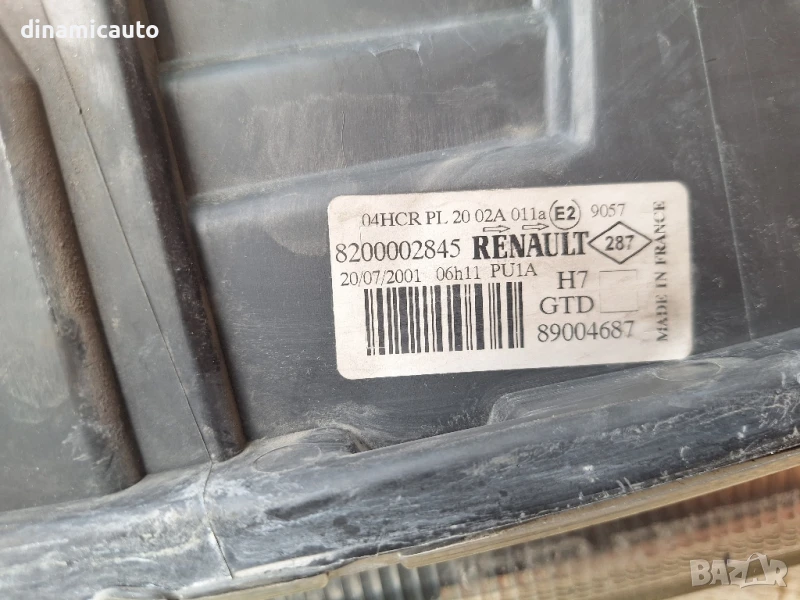 dinamicauto
04HCR PL 20 02A 011a E2 9057
8200002845 RENAULT 287
20/07/2001 06h11 PU1A H7
GTD
89004687
MADE IN FRANCE
BAZAR